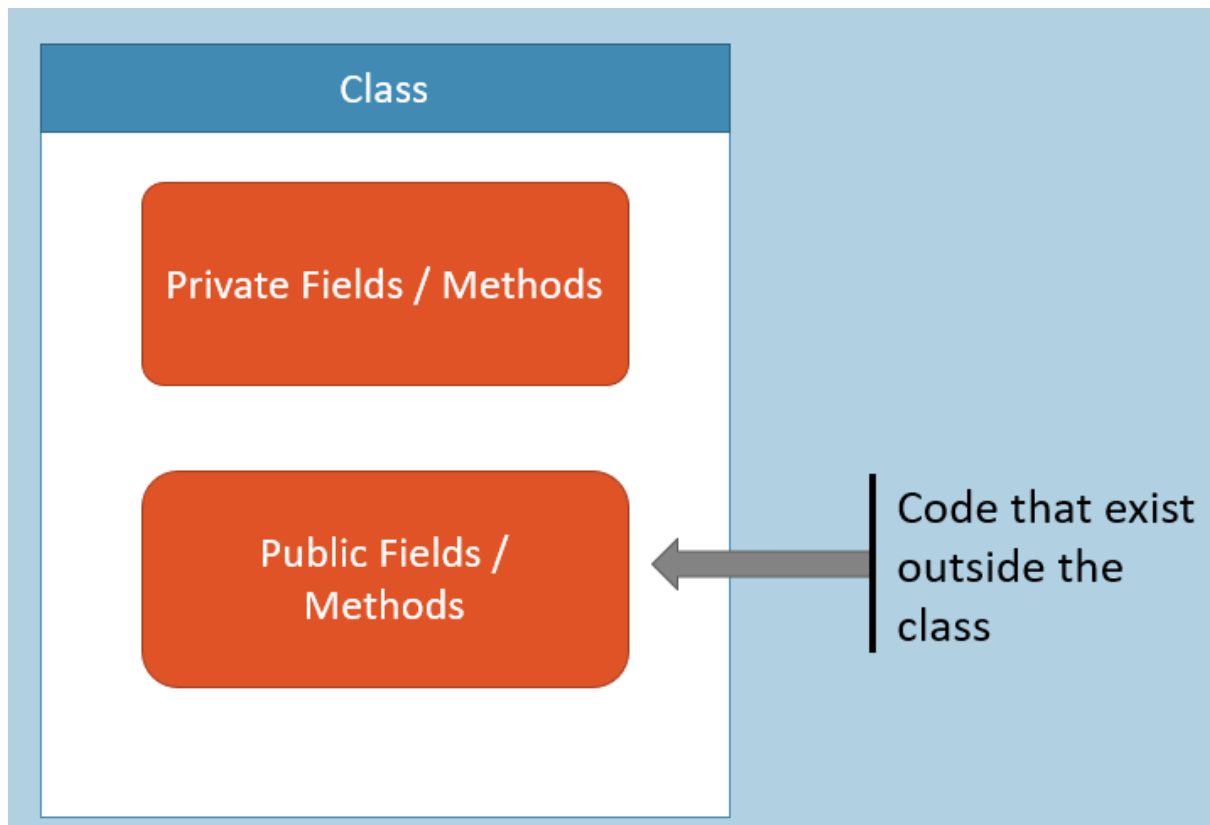 Class
Private Fields / Methods
Public Fields /
Methods
Code that exist
outside the
class